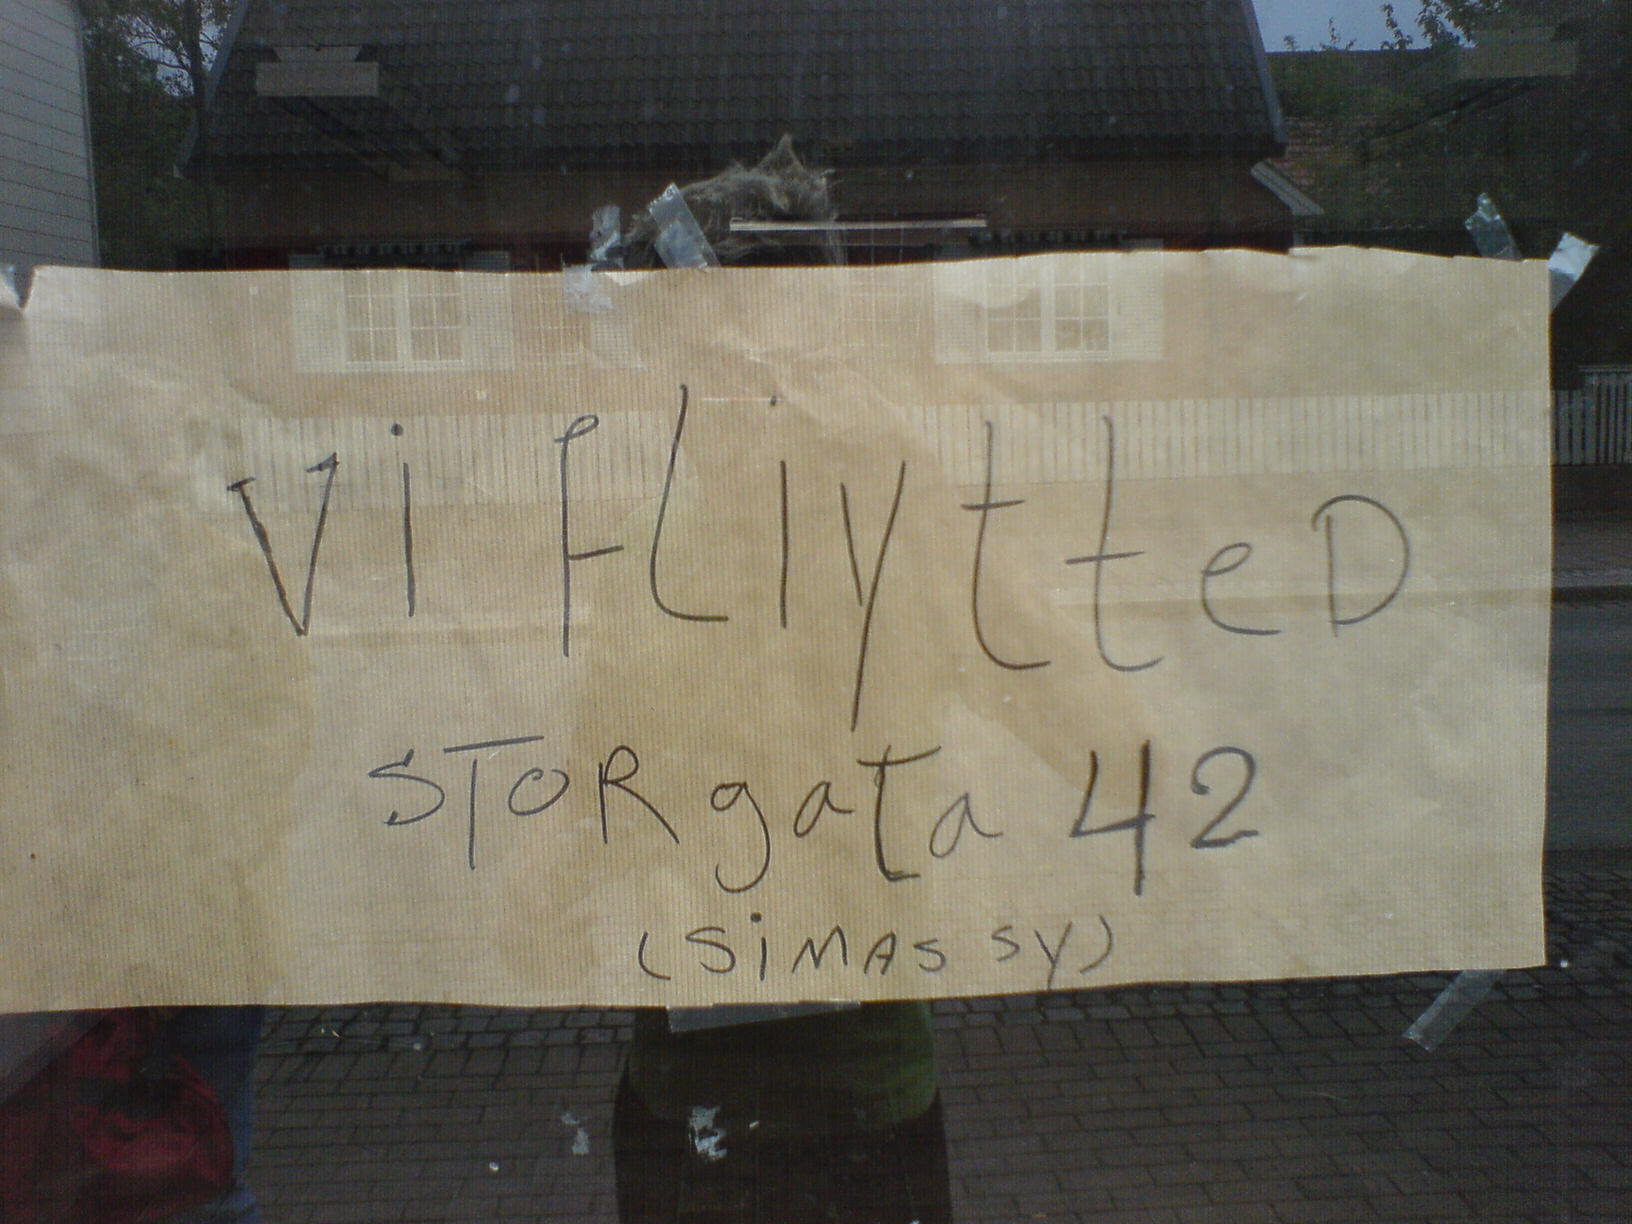 Vi fliytteD
STORgata 42
(SiMAS SY)